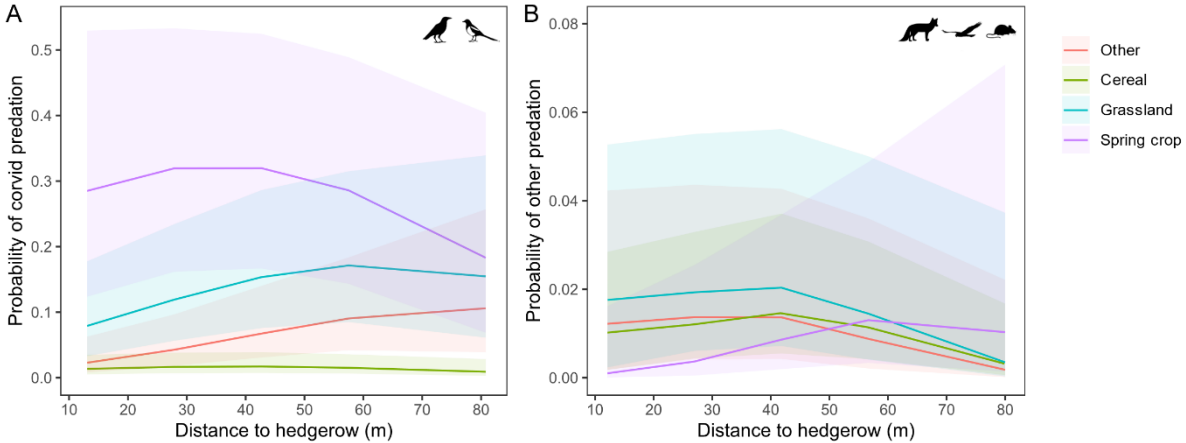 A
Probability of corvid predation
0.5
0.4
0.3
0.2
0.1
0.0
10 20 30 40 50 60 70 80
Distance to hedgerow (m)
B
Probability of other predation
0.08
0.06
0.04
0.02
0.00
10 20 30 40 50 60 70 80
Distance to hedgerow (m)
Other
Cereal
Grassland
Spring crop